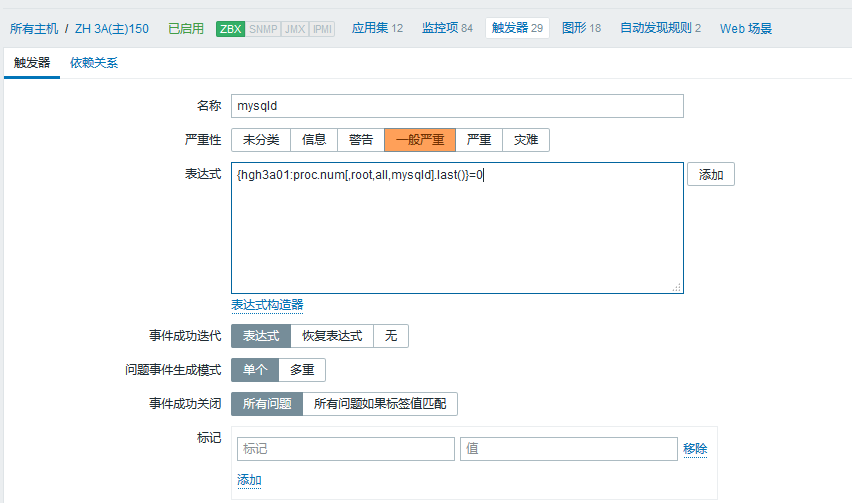 所有主机 / ZH 3A(主)150 已启用 ZBX SNMP JMX IPMI 应用集 12 监控项 84 触发器 29 图形 18 自动发现规则 2 Web 场景
触发器 依赖关系
名称 mysqld
严重性 未分类 信息 警告 一般严重 严重 灾难
表达式 {hgh3a01:proc.num[,root,all,mysqld].last()}=0 添加
表达式构造器
事件成功迭代 表达式 恢复表达式 无
问题事件生成模式 单个 多重
事件成功关闭 所有问题 所有问题如果标签值匹配
标记 标记 值 移除
添加